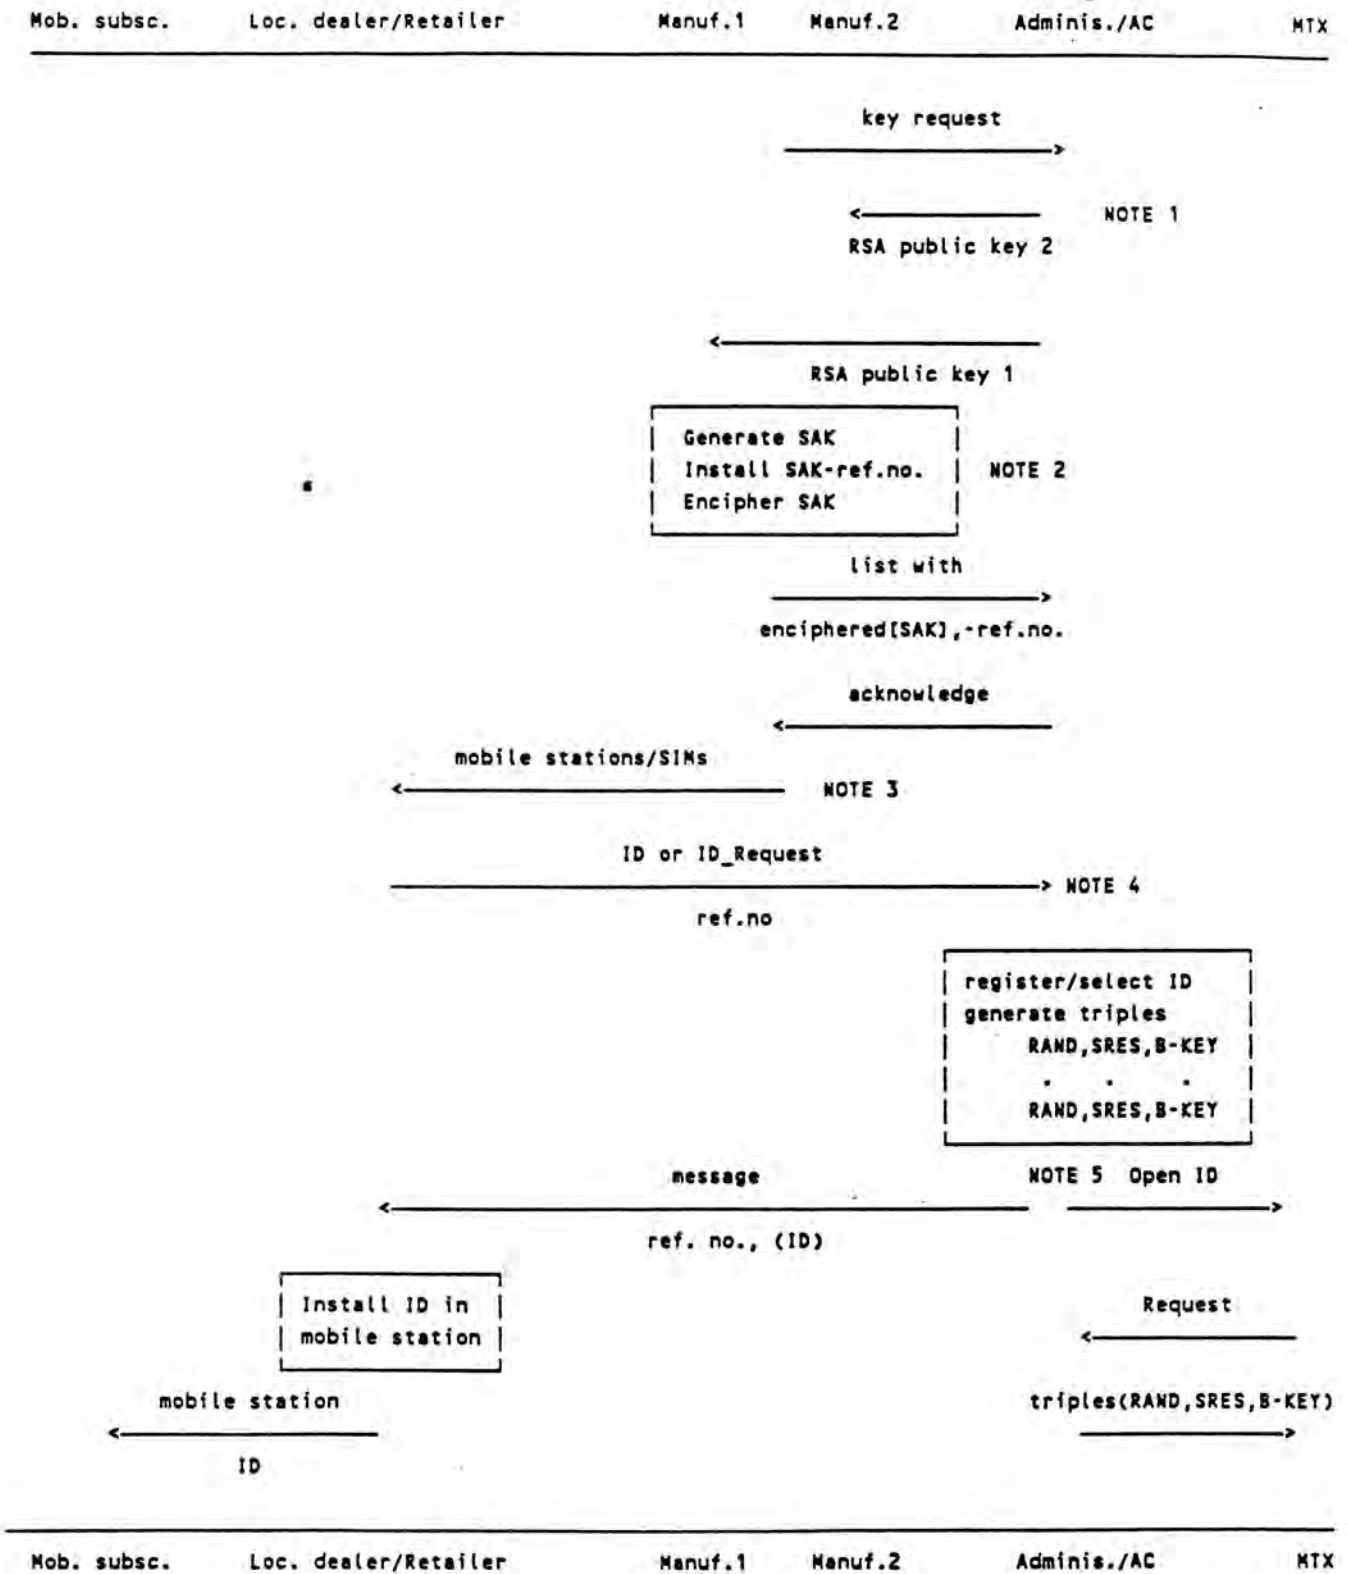 Mob. subsc. Loc. dealer/Retailer Manuf.1 Manuf.2 Adminis./AC MTX
key request
NOTE 1
RSA public key 2
RSA public key 1
Generate SAK
Install SAK-ref.no. NOTE 2
Encipher SAK
list with
enciphered[SAK],-ref.no.
acknowledge
mobile stations/SIMs
NOTE 3
ID or ID_Request
NOTE 4
ref.no
register/select ID
generate triples
RAND,SRES,B-KEY
. . .
RAND,SRES,B-KEY
message NOTE 5 Open ID
ref. no., (ID)
Install ID in Request
mobile station
mobile station triples(RAND,SRES,B-KEY)
ID
Mob. subsc. Loc. dealer/Retailer Manuf.1 Manuf.2 Adminis./AC MTX